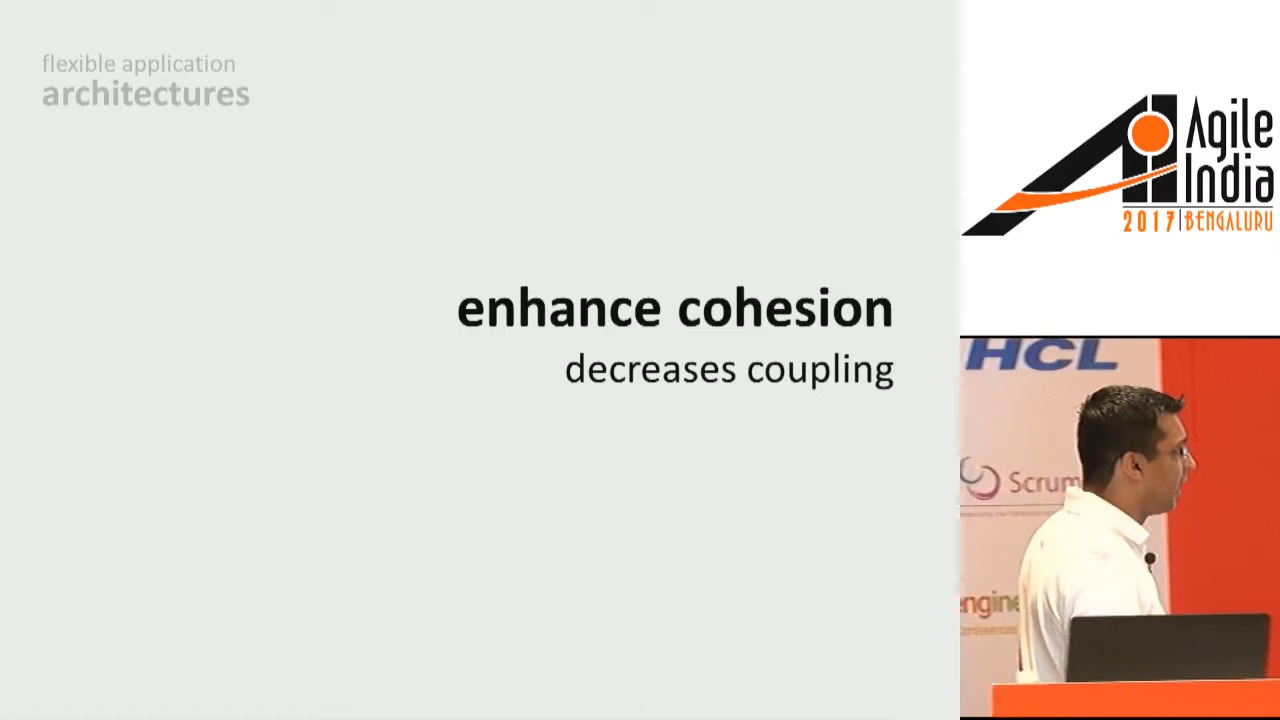 flexible application
architectures
enhance cohesion
decreases coupling
Agile
India
2017 | BENGALURU
HCL
Scrum
engine